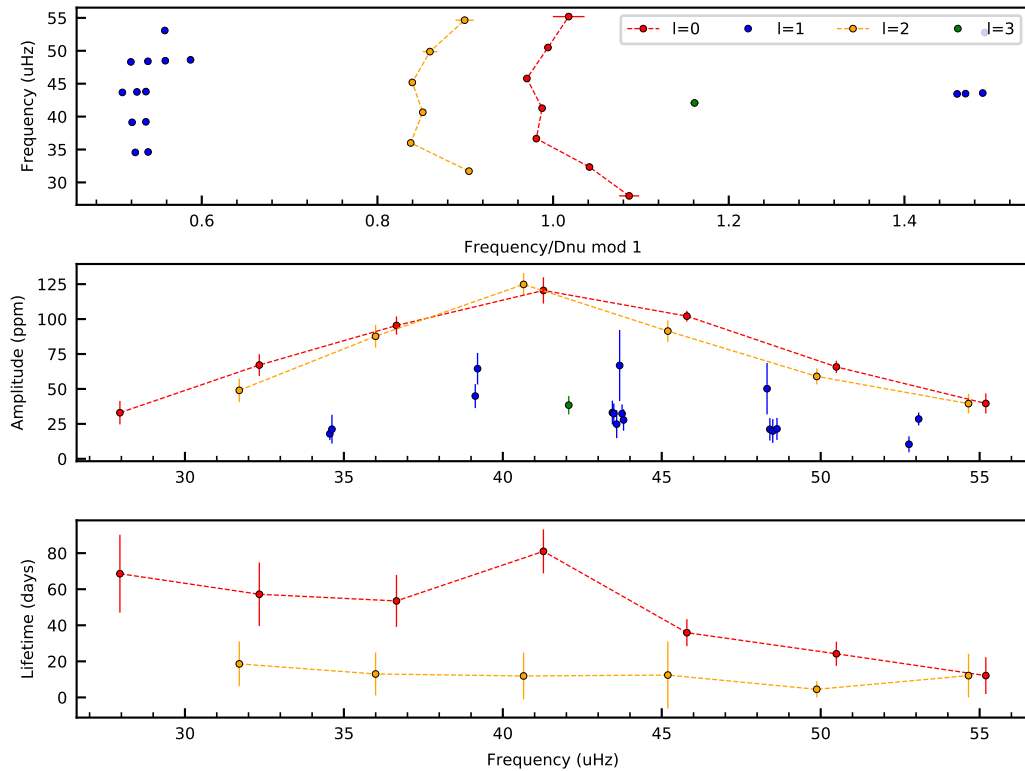 Frequency (uHz)
55
50
45
40
35
30
l=0 l=1 l=2 l=3
0.6 0.8 1.0 1.2 1.4
Frequency/Dnu mod 1
Amplitude (ppm)
125
100
75
50
25
0
30 35 40 45 50 55
Lifetime (days)
80
60
40
20
0
30 35 40 45 50 55
Frequency (uHz)